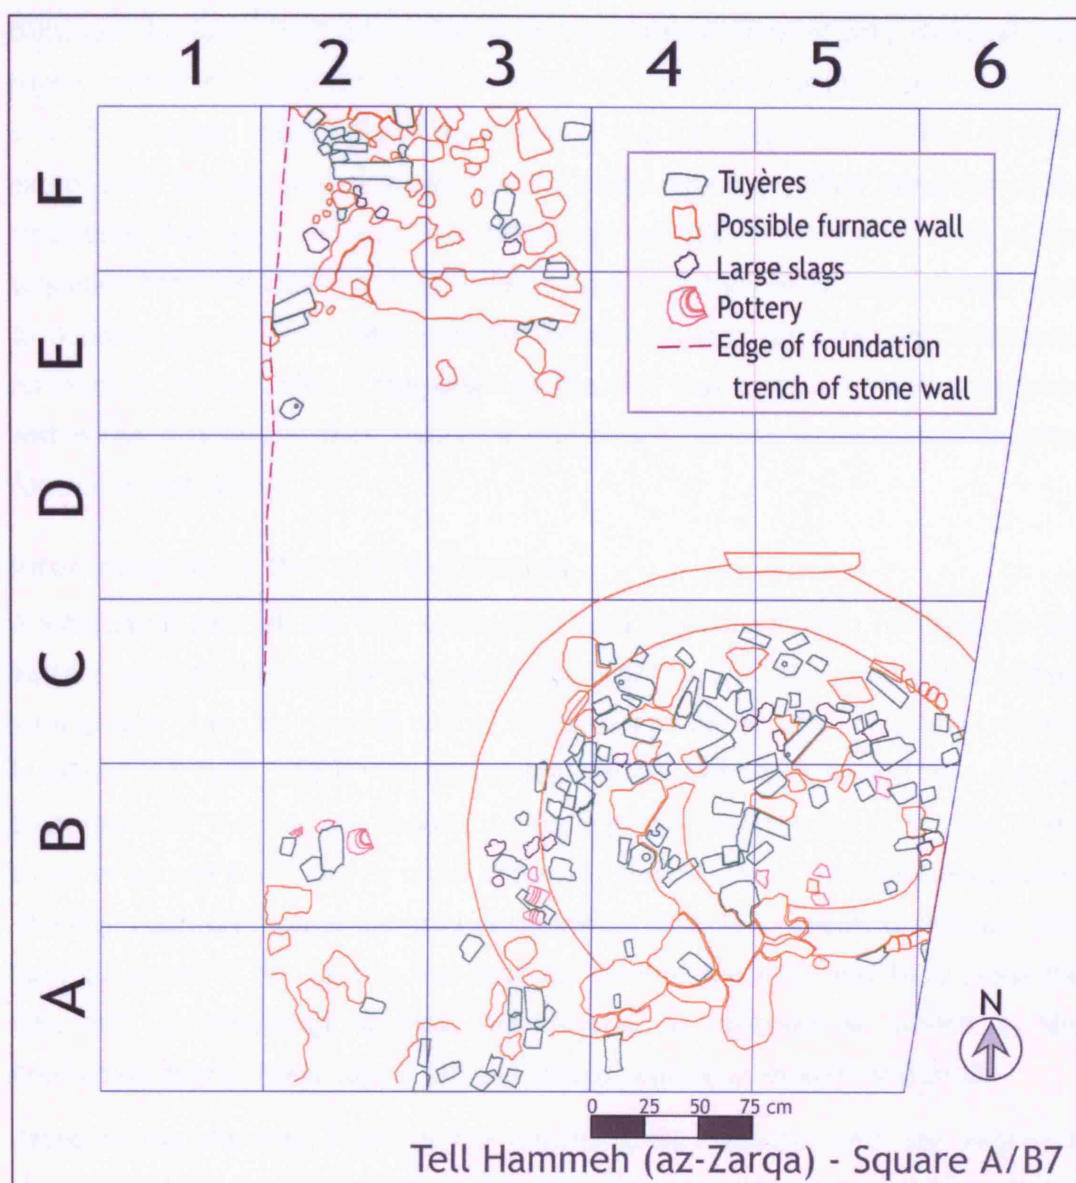 1 2 3 4 5 6
F
E
D
C
B
A
Tuyères
Possible furnace wall
Large slags
Pottery
Edge of foundation
trench of stone wall
N
0 25 50 75 cm
Tell Hammeh (az-Zarqa) - Square A/B7